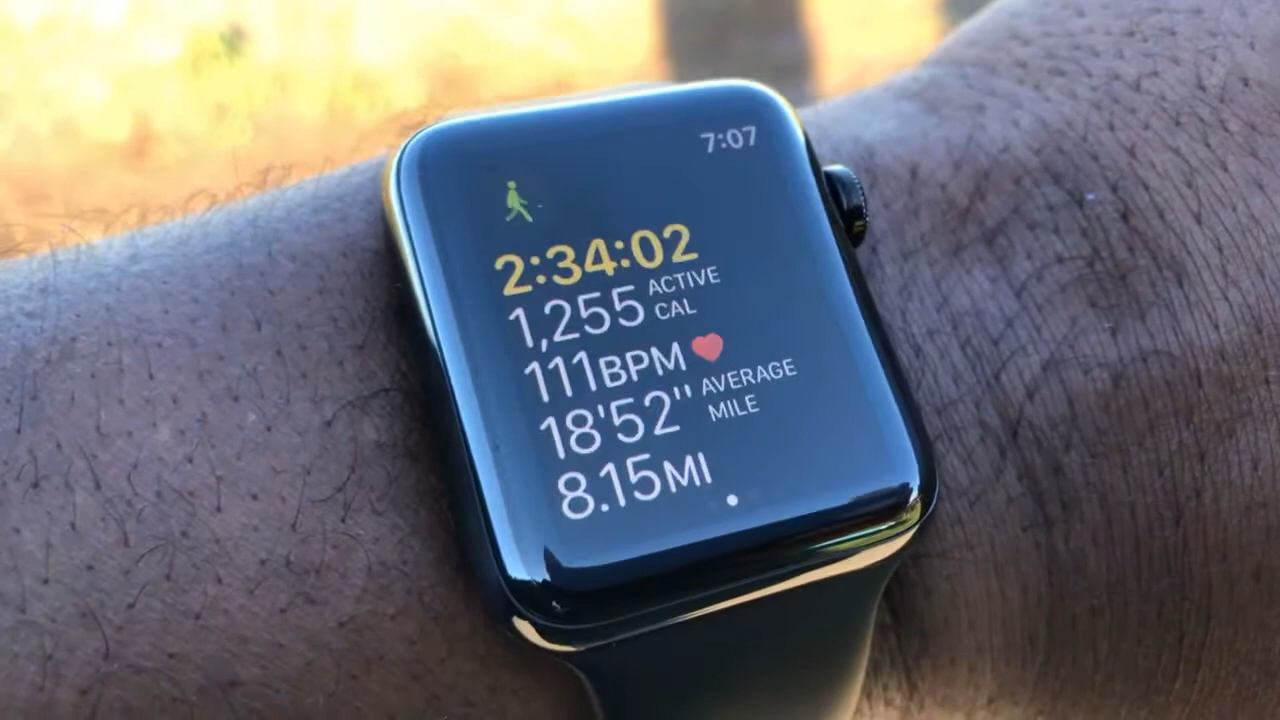 7:07
2:34:02
1,255 ACTIVE CAL
111BPM
18'52" AVERAGE MILE
8.15MI